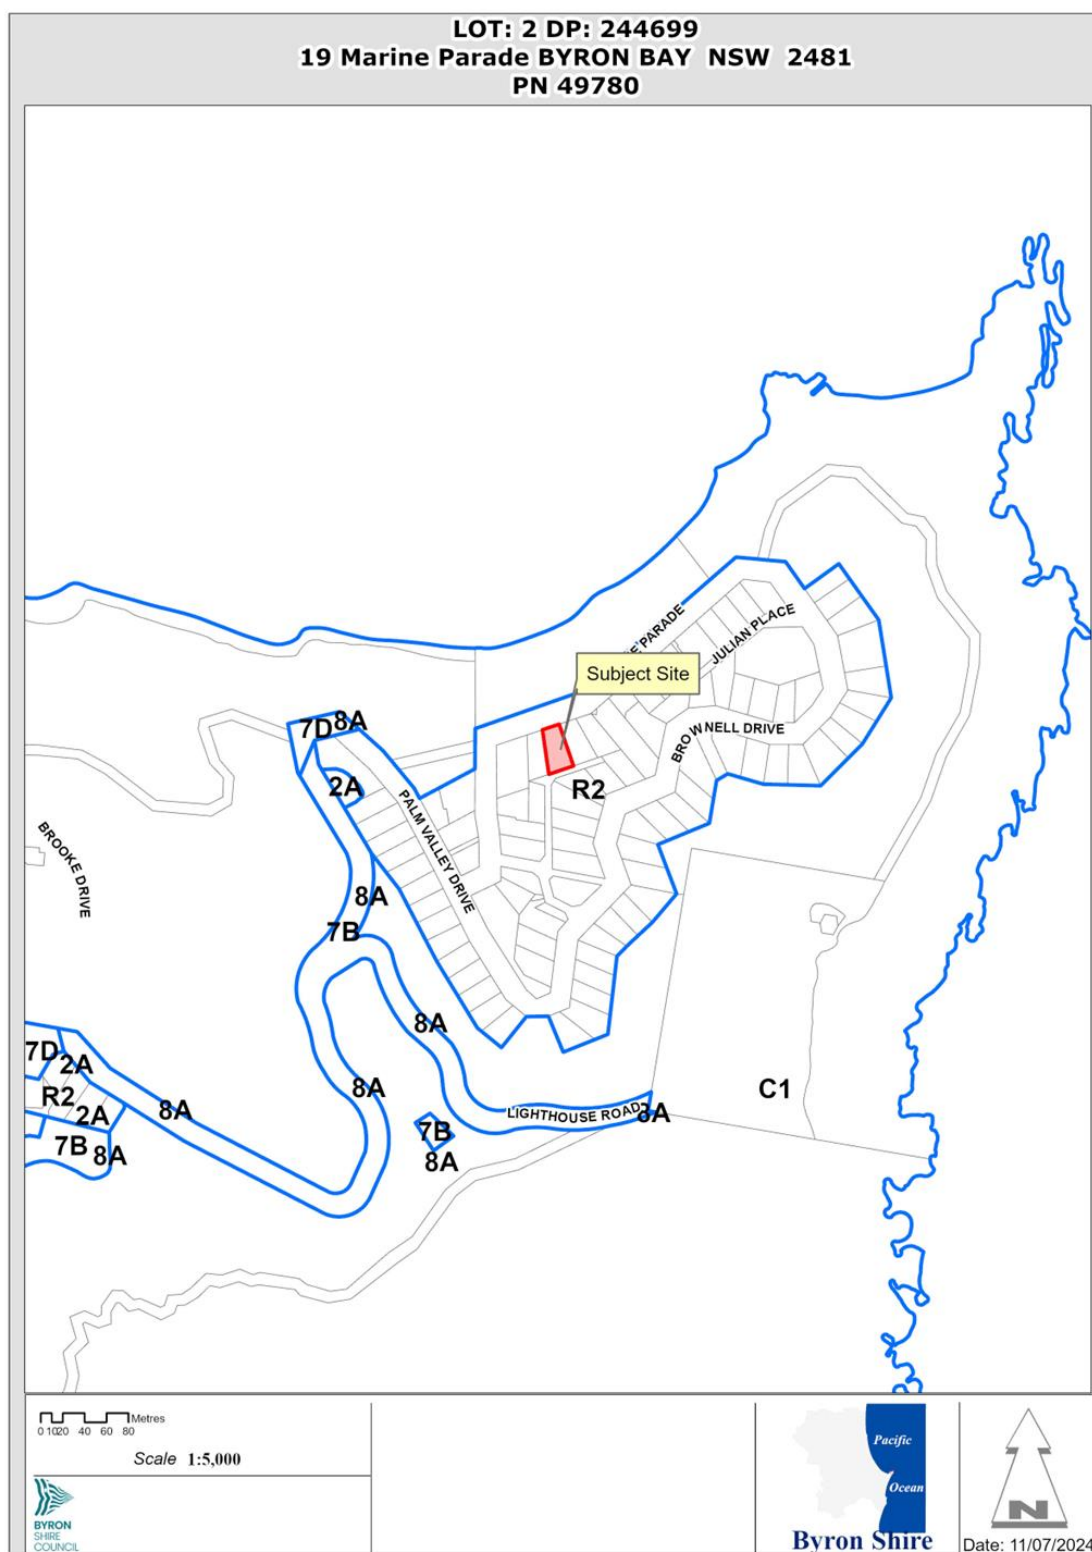 LOT: 2 DP: 244699
19 Marine Parade BYRON BAY NSW 2481
PN 49780
E PARADE
JULIAN PLACE
Subject Site
7D
8A
BROWNELL DRIVE
2A
R2
PALM VALLEY DRIVE
BROOKE DRIVE
8A
7B
8A
7D
2A
R2
8A
C1
2A
8A
LIGHTHOUSE ROAD
8A
7B
7B
8A
8A
Metres
0 10 20 40 60 80
Scale 1:5,000
Pacific
Ocean
BYRON
SHIRE
COUNCIL
Byron Shire
N
Date: 11/07/2024